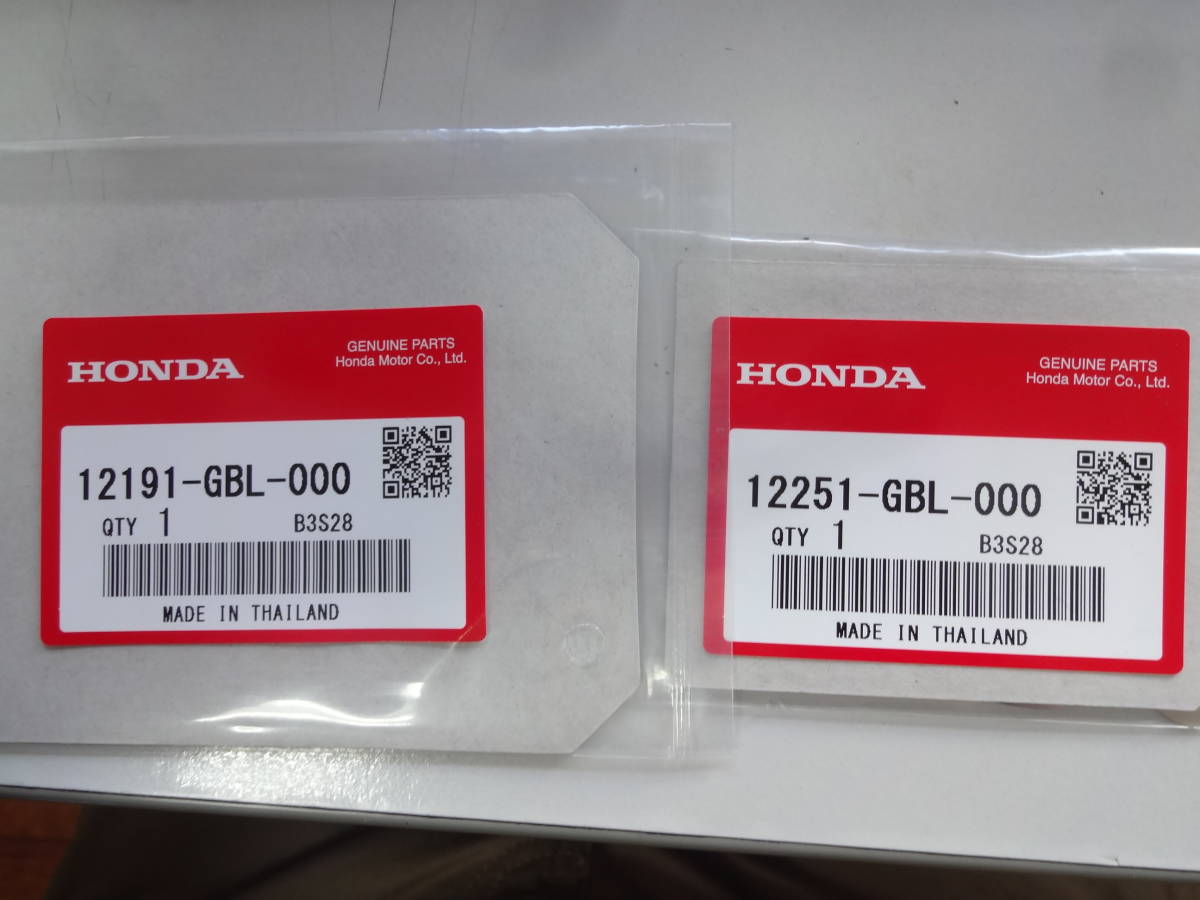 HONDA
GENUINE PARTS
Honda Motor Co., Ltd.
12191-GBL-000
QTY 1 B3S28
MADE IN THAILAND
HONDA
GENUINE PARTS
Honda Motor Co., Ltd.
12251-GBL-000
QTY 1 B3S28
MADE IN THAILAND